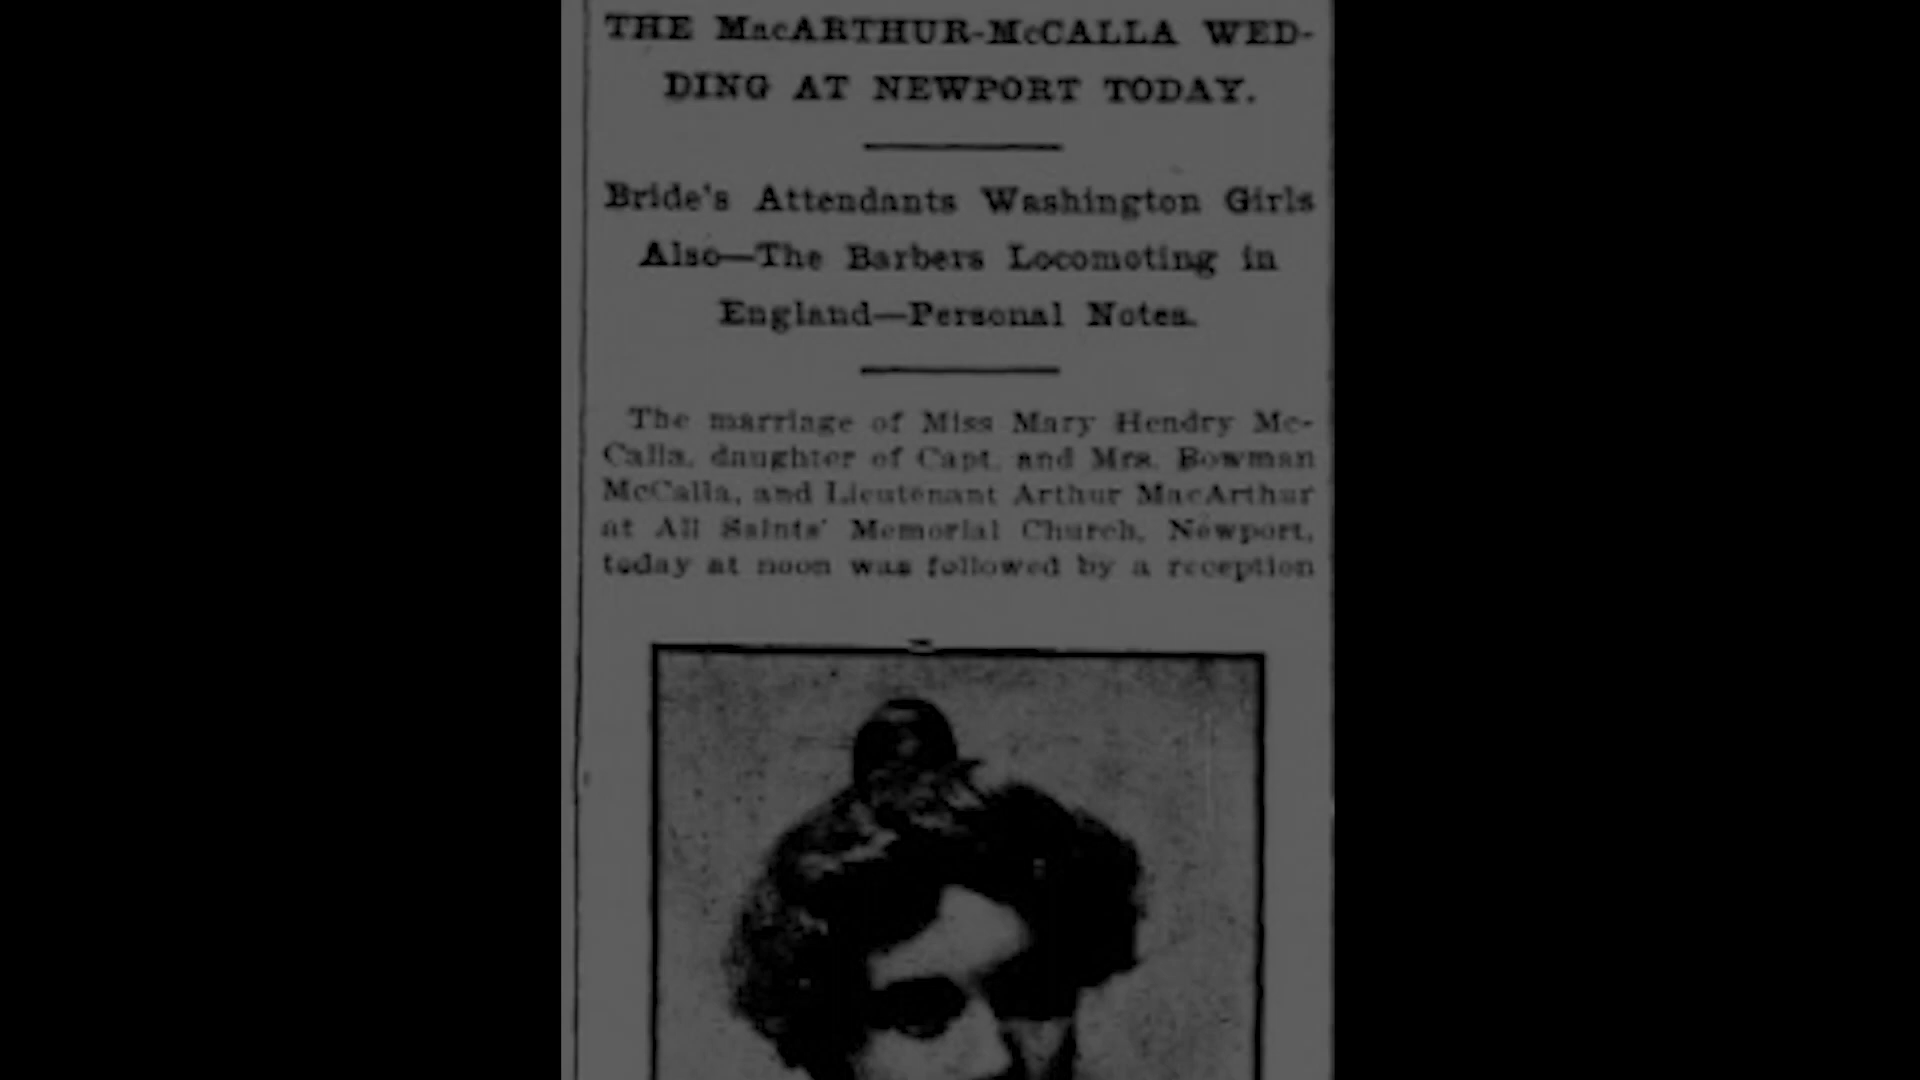 THE MacARTHUR-McCALLA WED-
DING AT NEWPORT TODAY.
Bride's Attendants Washington Girls
Also—The Barbers Locomoting in
England—Personal Notes.
The marriage of Miss Mary Hendry Mc-
Calla, daughter of Capt. and Mrs. Bowman
McCalla, and Lieutenant Arthur MacArthur
at All Saints' Memorial Church, Newport,
today at noon was followed by a reception